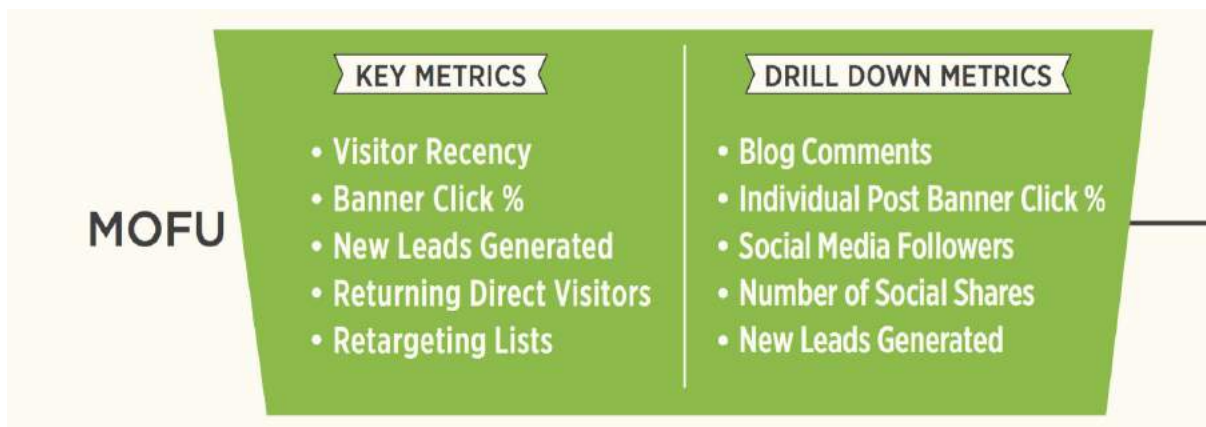 MOFU
KEY METRICS
• Visitor Recency
• Banner Click %
• New Leads Generated
• Returning Direct Visitors
• Retargeting Lists
DRILL DOWN METRICS
• Blog Comments
• Individual Post Banner Click %
• Social Media Followers
• Number of Social Shares
• New Leads Generated